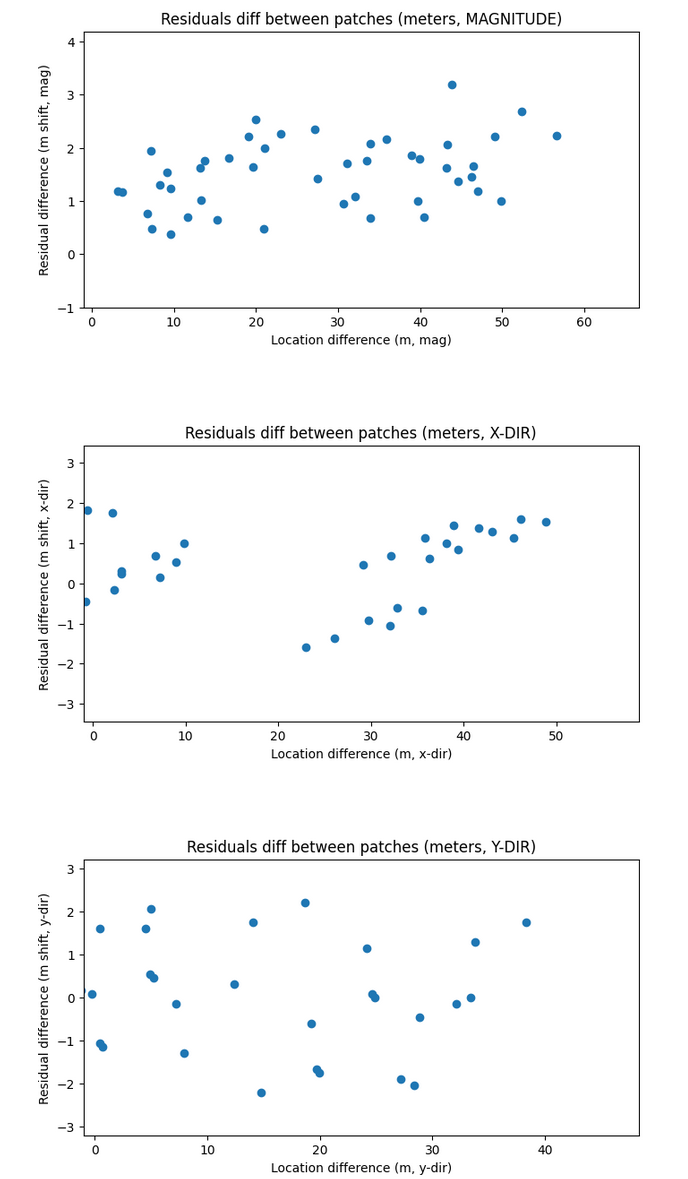 Residuals diff between patches (meters, MAGNITUDE)
4
3
2
1
0
−1
Residual difference (m shift, mag)
0 10 20 30 40 50 60
Location difference (m, mag)
Residuals diff between patches (meters, X-DIR)
3
2
1
0
−1
−2
−3
Residual difference (m shift, x-dir)
0 10 20 30 40 50
Location difference (m, x-dir)
Residuals diff between patches (meters, Y-DIR)
3
2
1
0
−1
−2
−3
Residual difference (m shift, y-dir)
0 10 20 30 40
Location difference (m, y-dir)